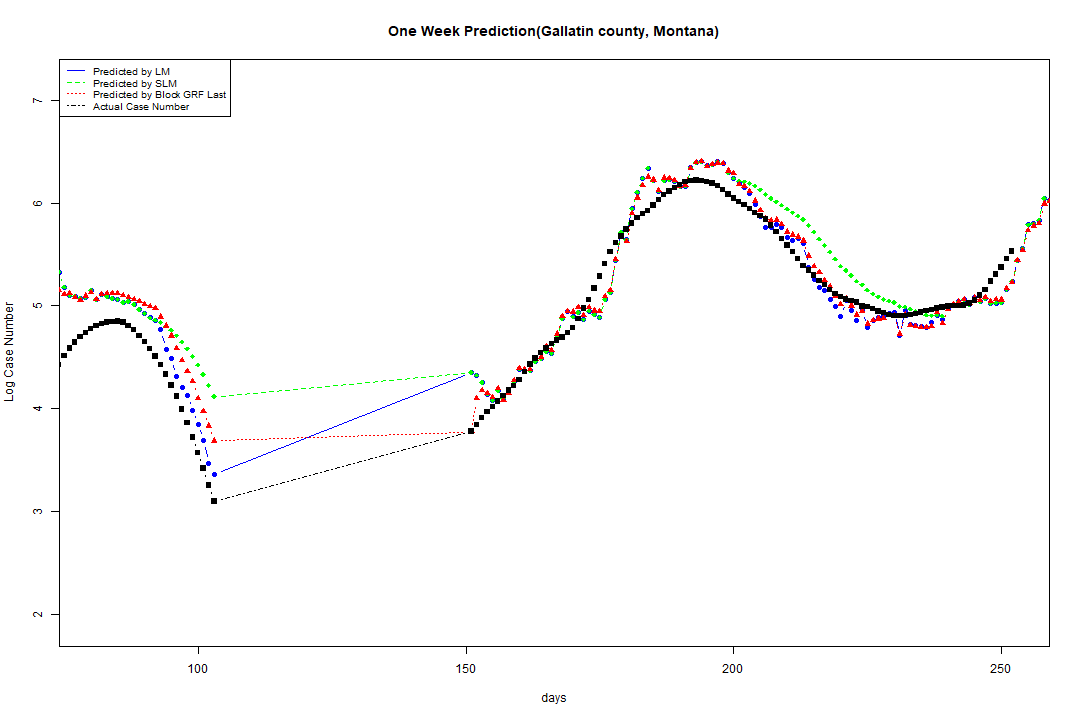 One Week Prediction(Gallatin county, Montana)
Predicted by LM
Predicted by SLM
Predicted by Block GRF Last
Actual Case Number
7
6
5
4
3
2
Log Case Number
100
150
200
250
days